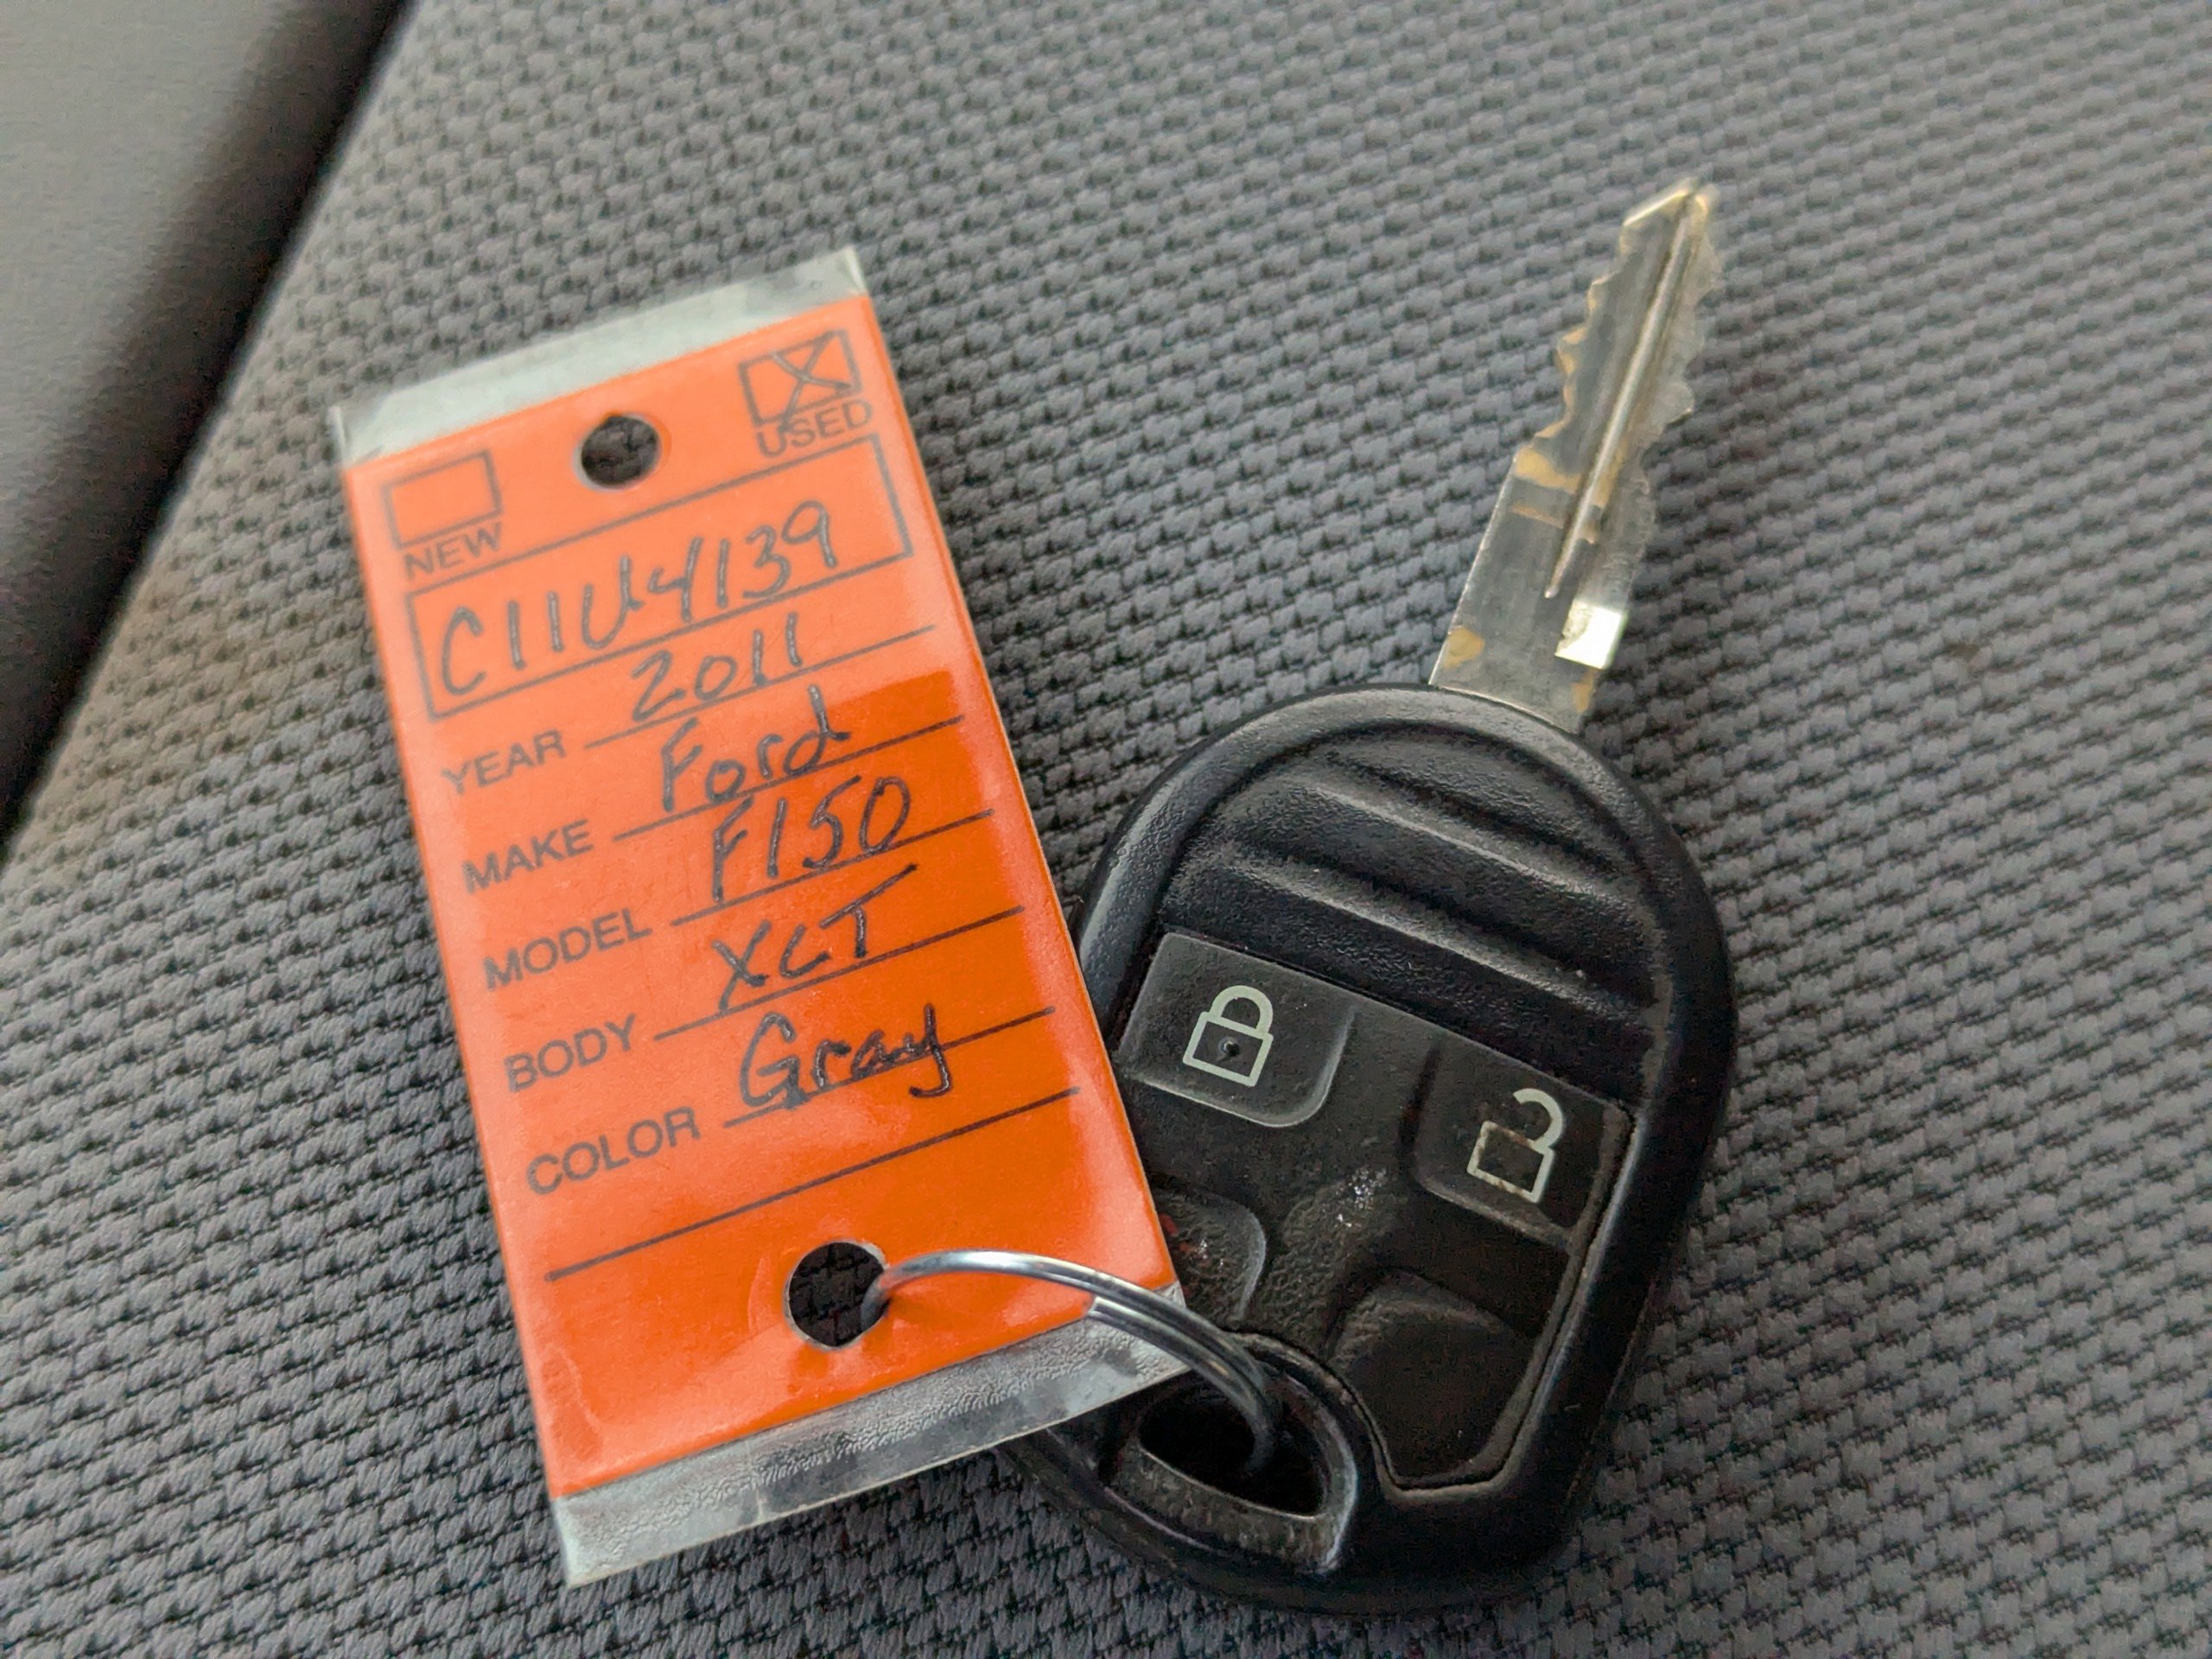 X
NEW USED
C11U4139
YEAR 2011
MAKE Ford
MODEL F150
BODY XLT
COLOR Gray